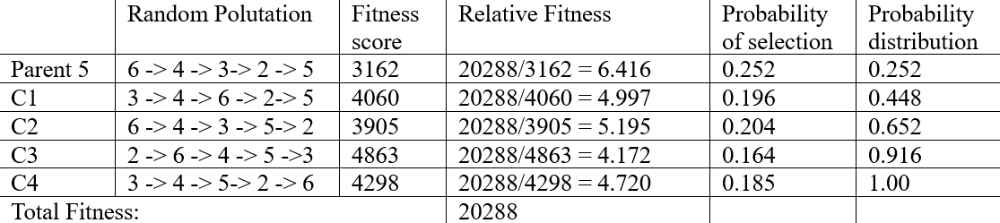 Random Polutation Fitness score Relative Fitness Probability of selection Probability distribution
Parent 5 6 -> 4 -> 3-> 2 -> 5 3162 20288/3162 = 6.416 0.252 0.252
C1 3 -> 4 -> 6 -> 2-> 5 4060 20288/4060 = 4.997 0.196 0.448
C2 6 -> 4 -> 3 -> 5-> 2 3905 20288/3905 = 5.195 0.204 0.652
C3 2 -> 6 -> 4 -> 5 ->3 4863 20288/4863 = 4.172 0.164 0.916
C4 3 -> 4 -> 5-> 2 -> 6 4298 20288/4298 = 4.720 0.185 1.00
Total Fitness: 20288